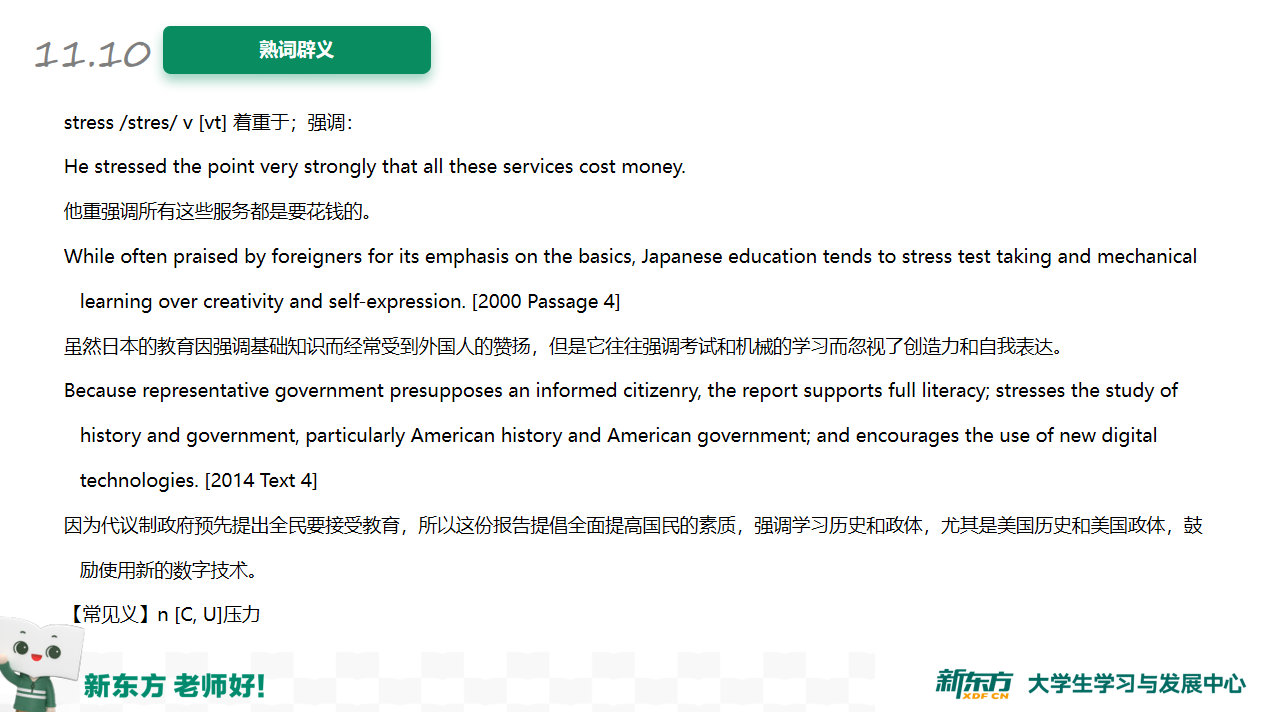 11.10
熟词辟义
stress /stres/ v [vt] 着重于；强调：
He stressed the point very strongly that all these services cost money.
他重强调所有这些服务都是要花钱的。
While often praised by foreigners for its emphasis on the basics, Japanese education tends to stress test taking and mechanical
learning over creativity and self-expression. [2000 Passage 4]
虽然日本的教育因强调基础知识而经常受到外国人的赞扬，但是它往往强调考试和机械的学习而忽视了创造力和自我表达。
Because representative government presupposes an informed citizenry, the report supports full literacy; stresses the study of
history and government, particularly American history and American government; and encourages the use of new digital
technologies. [2014 Text 4]
因为代议制政府预先提出全民要接受教育，所以这份报告提倡全面提高国民的素质，强调学习历史和政体，尤其是美国历史和美国政体，鼓
励使用新的数字技术。
【常见义】n [C, U]压力
新东方 老师好!
新东方 XDF.CN 大学生学习与发展中心